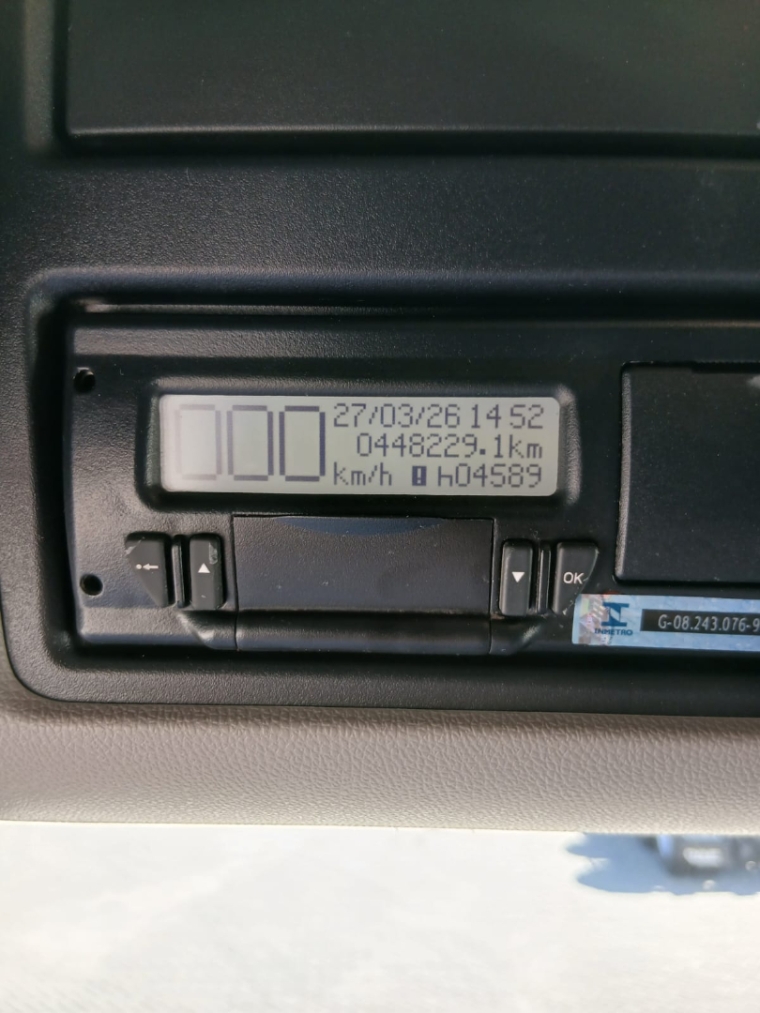 000 27/03/26 14 52
0448229.1km
km/h ! h04589
OK
INMETRO G-08.243.076-9